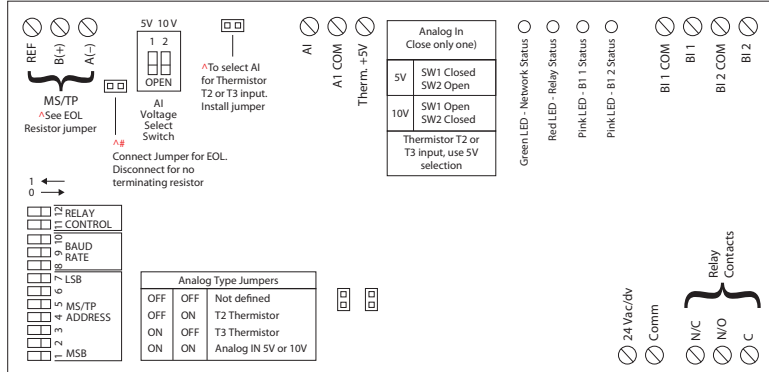 REF
B(+)
A(–)
MS/TP
^See EOL
Resistor jumper
5V 10 V
1 2
OPEN
AI
Voltage
Select
Switch
^To select AI
for Thermistor
T2 or T3 input.
Install jumper
^#
Connect Jumper for EOL.
Disconnect for no
terminating resistor
AI
A1 COM
Therm. +5V
Analog In
Close only one)
5V
SW1 Closed
SW2 Open
10V
SW1 Open
SW2 Closed
Thermistor T2 or
T3 input, use 5V
selection
Green LED - Network Status
Red LED - Relay Status
Pink LED - B1 1 Status
Pink LED - B1 2 Status
BI 1 COM
BI 1
BI 2 COM
BI 2
1
0
12
11
RELAY
CONTROL
10
9
8
BAUD
RATE
7 LSB
6
5
4
3
2
MS/TP
ADDRESS
1 MSB
Analog Type Jumpers
OFF OFF Not defined
OFF ON T2 Thermistor
ON OFF T3 Thermistor
ON ON Analog IN 5V or 10V
24 Vac/dv
Comm
Relay
Contacts
N/C
N/O
C